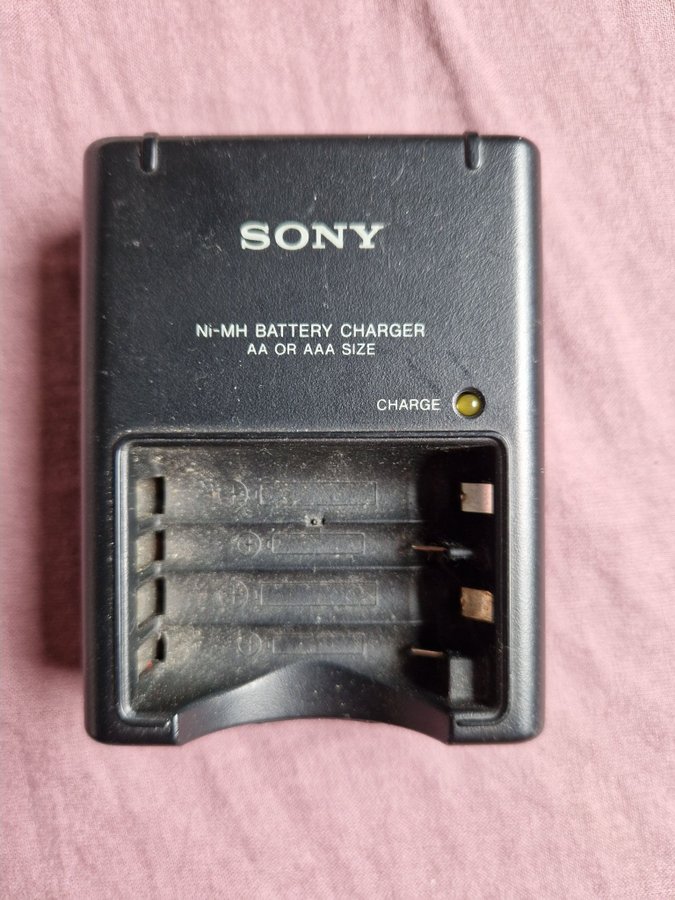 SONY
Ni-MH BATTERY CHARGER
AA OR AAA SIZE
CHARGE